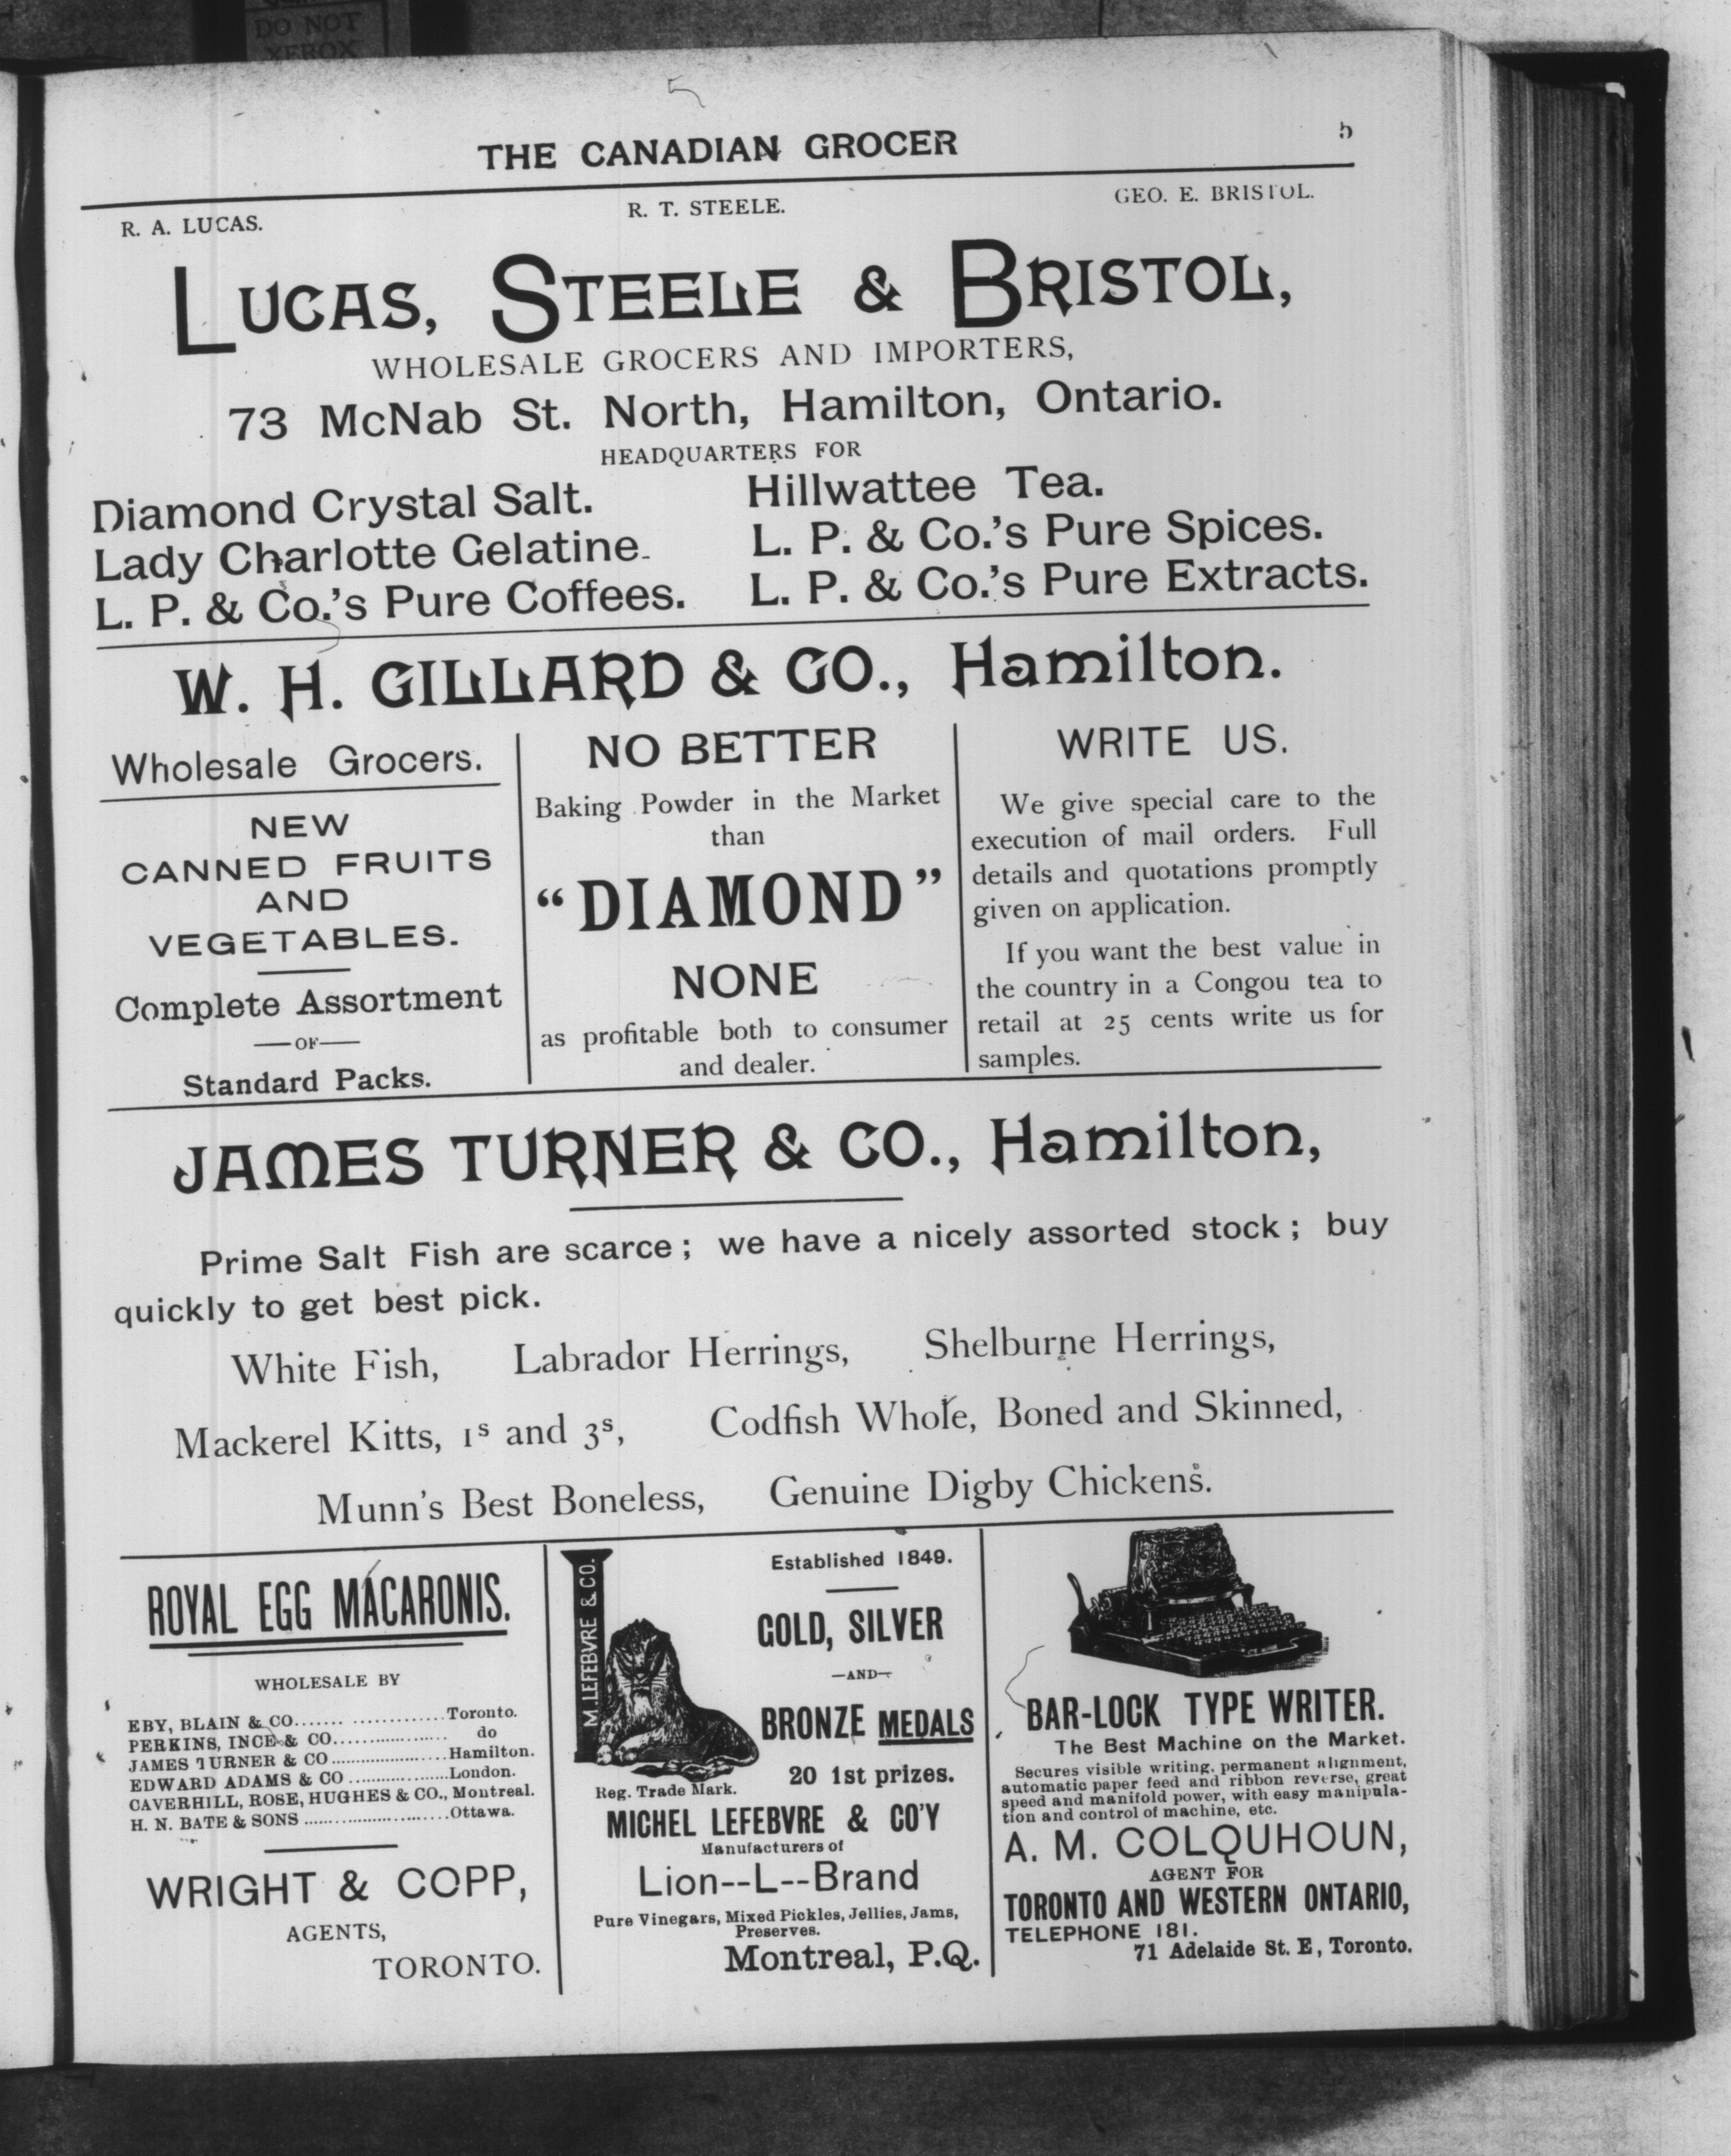 DO NOT
XEROX
5
THE CANADIAN GROCER
5
R. A. LUCAS.
R. T. STEELE.
GEO. E. BRISTOL.
LUCAS, STEELE & BRISTOL,
WHOLESALE GROCERS AND IMPORTERS,
73 McNab St. North, Hamilton, Ontario.
HEADQUARTERS FOR
Diamond Crystal Salt.
Lady Charlotte Gelatine.
L. P. & Co.'s Pure Coffees.
Hillwattee Tea.
L. P. & Co.'s Pure Spices.
L. P. & Co.'s Pure Extracts.
W. H. GILLARD & CO., Hamilton.
Wholesale Grocers.
NEW
CANNED FRUITS
AND
VEGETABLES.
Complete Assortment
—OF—
Standard Packs.
NO BETTER
Baking Powder in the Market
than
"DIAMOND"
NONE
as profitable both to consumer
and dealer.
WRITE US.
We give special care to the
execution of mail orders. Full
details and quotations promptly
given on application.
If you want the best value in
the country in a Congou tea to
retail at 25 cents write us for
samples.
JAMES TURNER & CO., Hamilton,
Prime Salt Fish are scarce; we have a nicely assorted stock; buy
quickly to get best pick.
White Fish, Labrador Herrings, Shelburne Herrings,
Mackerel Kitts, 1s and 3s, Codfish Whole, Boned and Skinned,
Munn's Best Boneless, Genuine Digby Chickens.
ROYAL EGG MACARONIS.
WHOLESALE BY
EBY, BLAIN & CO.....................Toronto.
PERKINS, INCE & CO.................... do
JAMES TURNER & CO.....................Hamilton.
EDWARD ADAMS & CO ...................London.
CAVERHILL, ROSE, HUGHES & CO., Montreal.
H. N. BATE & SONS ..........................Ottawa.
WRIGHT & COPP,
AGENTS,
TORONTO.
M. LEFEBVRE & CO.
Established 1849.
GOLD, SILVER
—AND—
BRONZE MEDALS
20 1st prizes.
Reg. Trade Mark.
MICHEL LEFEBVRE & CO'Y
Manufacturers of
Lion--L--Brand
Pure Vinegars, Mixed Pickles, Jellies, Jams,
Preserves.
Montreal, P.Q.
BAR-LOCK TYPE WRITER.
The Best Machine on the Market.
Secures visible writing, permanent alignment,
automatic paper feed and ribbon reverse, great
speed and manifold power, with easy manipula-
tion and control of machine, etc.
A. M. COLQUHOUN,
AGENT FOR
TORONTO AND WESTERN ONTARIO,
TELEPHONE 181.
71 Adelaide St. E, Toronto.